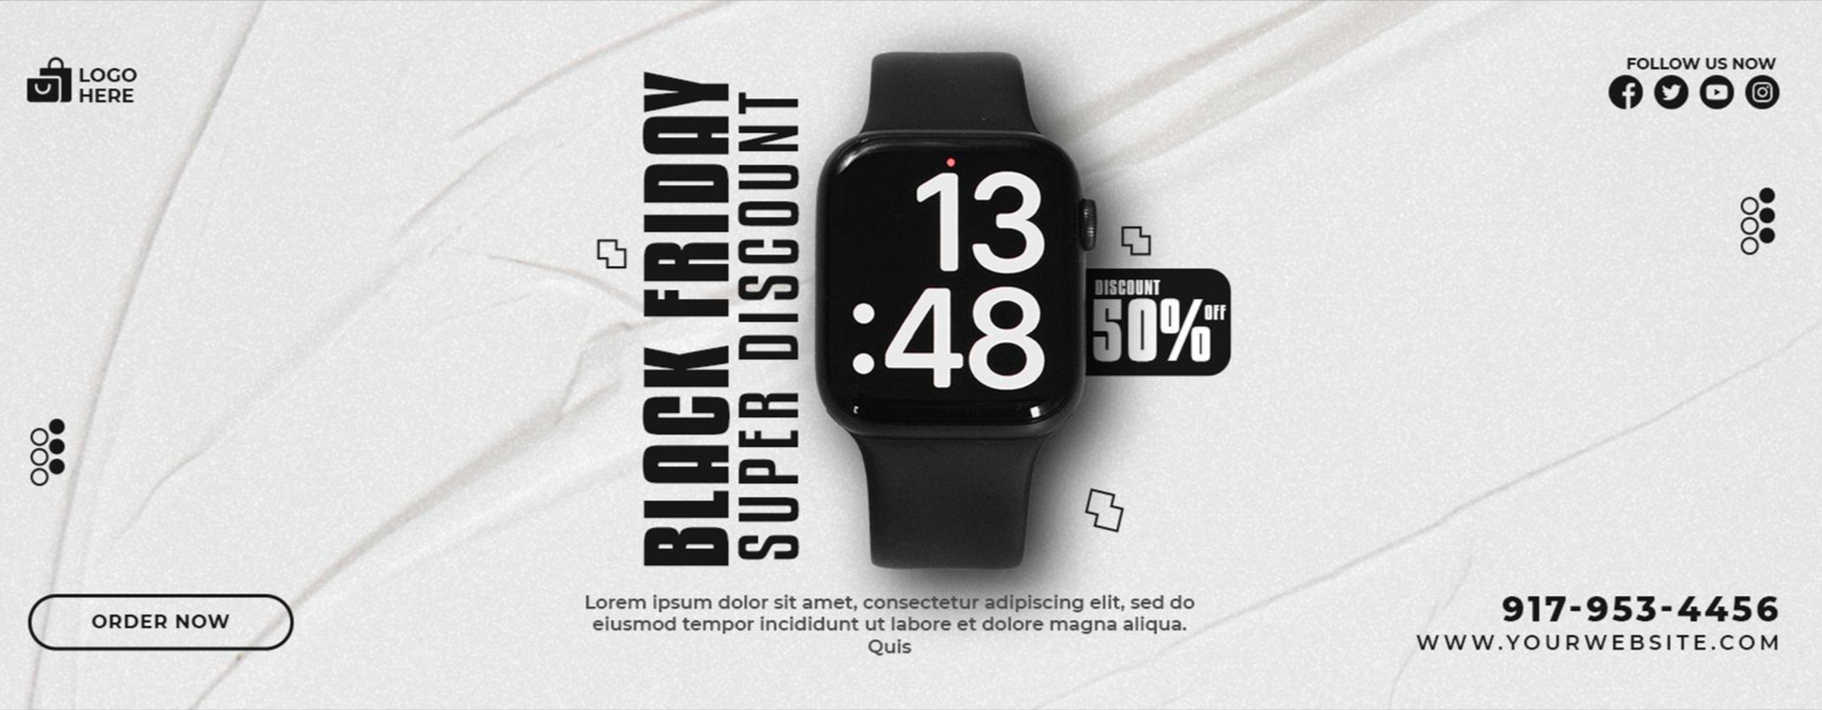 LOGO
HERE
FOLLOW US NOW
BLACK FRIDAY
SUPER DISCOUNT
13
:48
DISCOUNT
50%
OFF
ORDER NOW
Lorem ipsum dolor sit amet, consectetur adipiscing elit, sed do
eiusmod tempor incididunt ut labore et dolore magna aliqua.
Quis
917-953-4456
WWW.YOURWEBSITE.COM